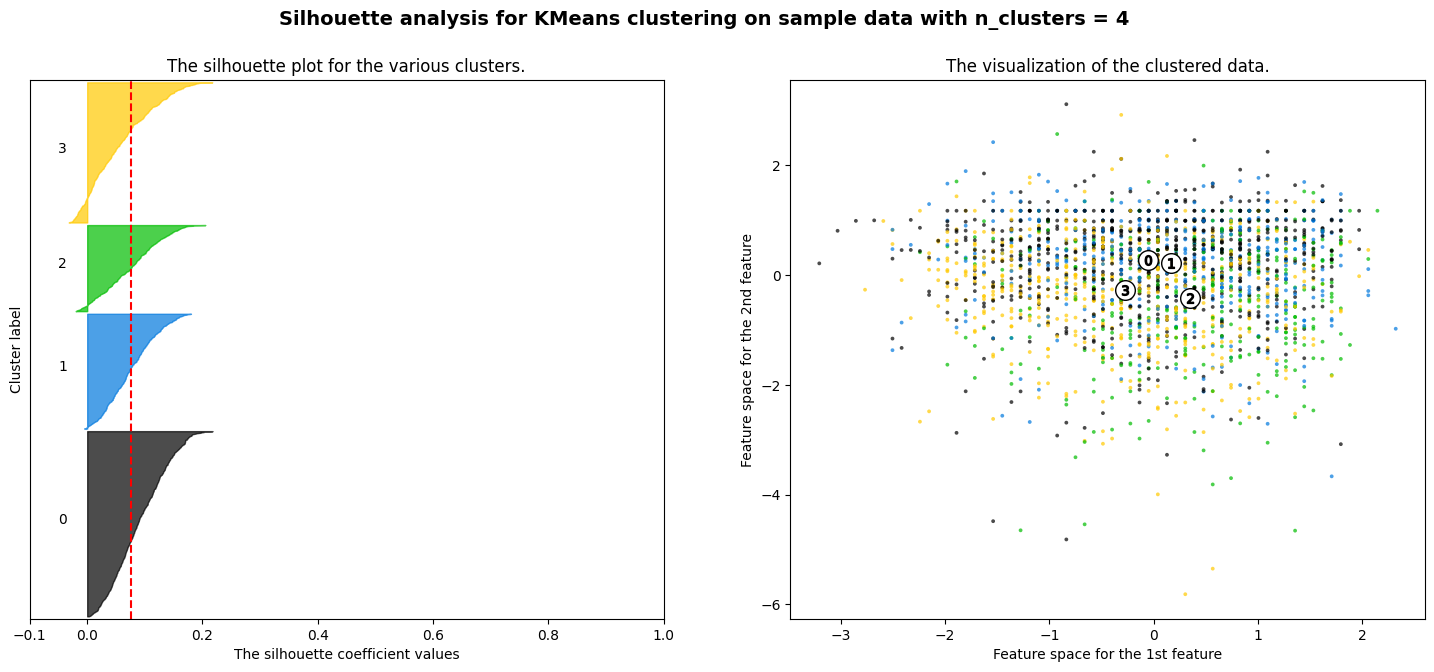 Silhouette analysis for KMeans clustering on sample data with n_clusters = 4
The silhouette plot for the various clusters.
3
2
1
0
Cluster label
−0.1 0.0 0.2 0.4 0.6 0.8 1.0
The silhouette coefficient values
The visualization of the clustered data.
2
0
−2
−4
−6
0
1
3
2
Feature space for the 2nd feature
−3 −2 −1 0 1 2
Feature space for the 1st feature